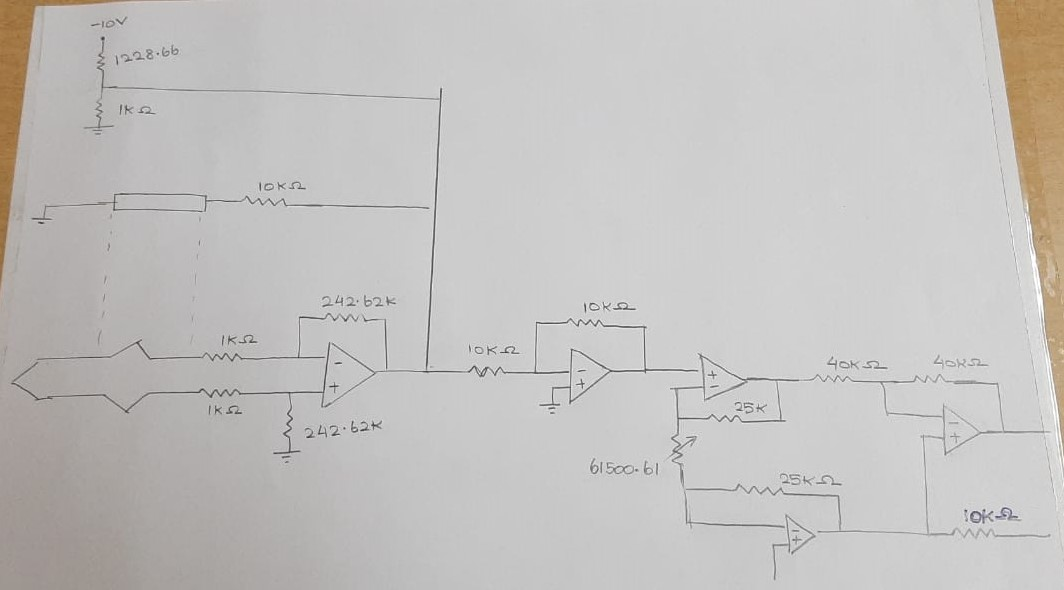 -10V
1228.66
1KΩ
10KΩ
242.62K
10KΩ
1KΩ
10KΩ
40KΩ
40KΩ
-
+
-
+
+
-
-
+
1KΩ
25K
242.62K
61500.61
25KΩ
10KΩ
-
+